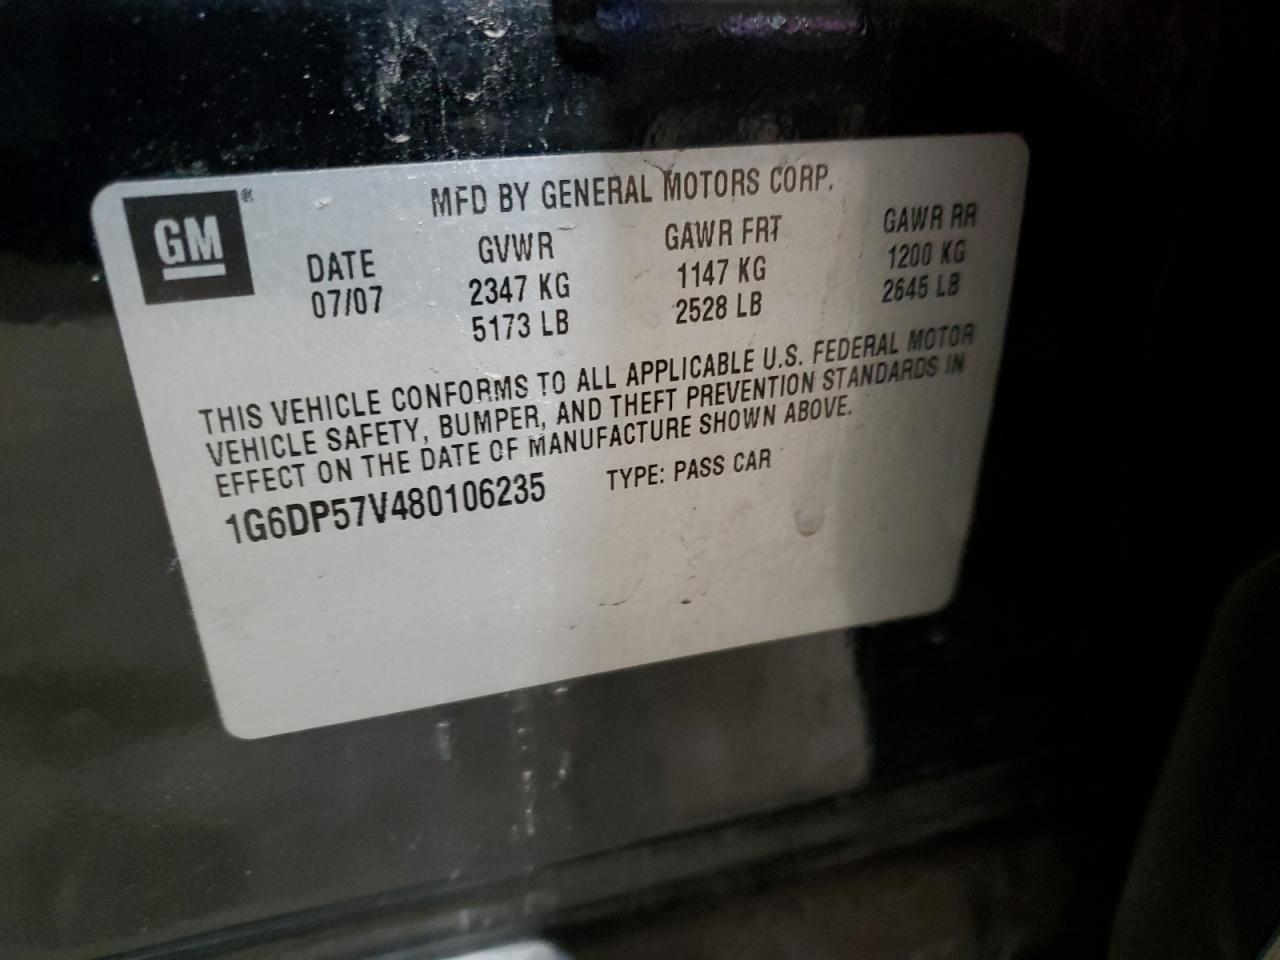 GM®
MFD BY GENERAL MOTORS CORP.
DATE GVWR GAWR FRT GAWR RR
07/07 2347 KG 1147 KG 1200 KG
5173 LB 2528 LB 2645 LB
THIS VEHICLE CONFORMS TO ALL APPLICABLE U.S. FEDERAL MOTOR
VEHICLE SAFETY, BUMPER, AND THEFT PREVENTION STANDARDS IN
EFFECT ON THE DATE OF MANUFACTURE SHOWN ABOVE.
1G6DP57V480106235 TYPE: PASS CAR